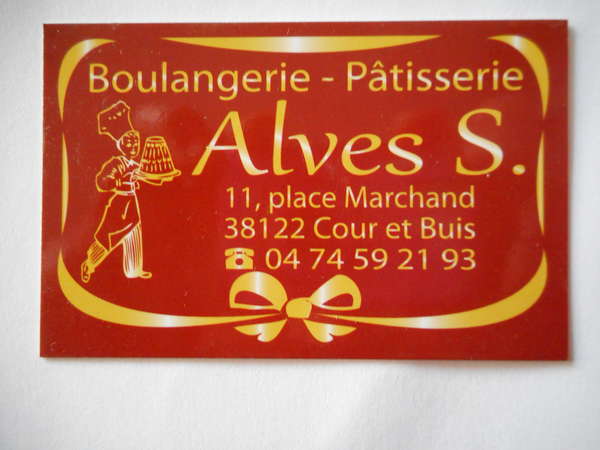 Boulangerie - Pâtisserie
Alves S.
11, place Marchand
38122 Cour et Buis
☎ 04 74 59 21 93